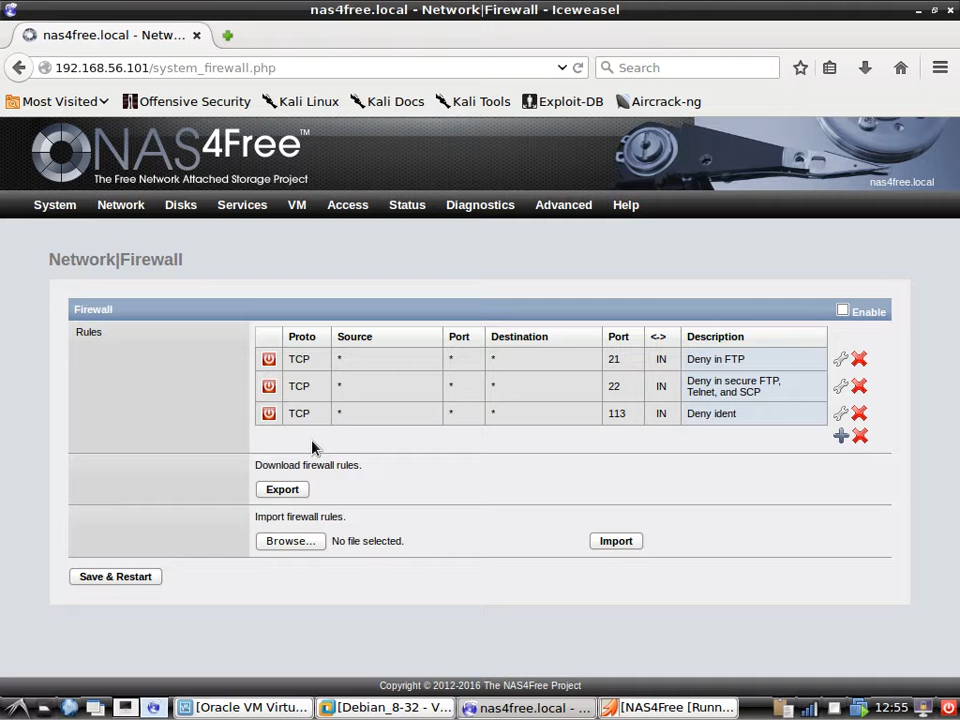 nas4free.local - Network|Firewall - Iceweasel
nas4free.local - Netw...
192.168.56.101/system_firewall.php
Search
Most Visited
Offensive Security
Kali Linux
Kali Docs
Kali Tools
Exploit-DB
Aircrack-ng
NAS4Free™
The Free Network Attached Storage Project
nas4free.local
System Network Disks Services VM Access Status Diagnostics Advanced Help
Network|Firewall
Firewall
Enable
Rules
Proto Source Port Destination Port <-> Description
TCP * * * 21 IN Deny in FTP
TCP * * * 22 IN Deny in secure FTP,
Telnet, and SCP
TCP * * * 113 IN Deny ident
Download firewall rules.
Export
Import firewall rules.
Browse... No file selected. Import
Save & Restart
Copyright © 2012-2016 The NAS4Free Project
[Oracle VM Virtu...
[Debian_8-32 - V...
nas4free.local - ...
[NAS4Free [Runn...
12:55